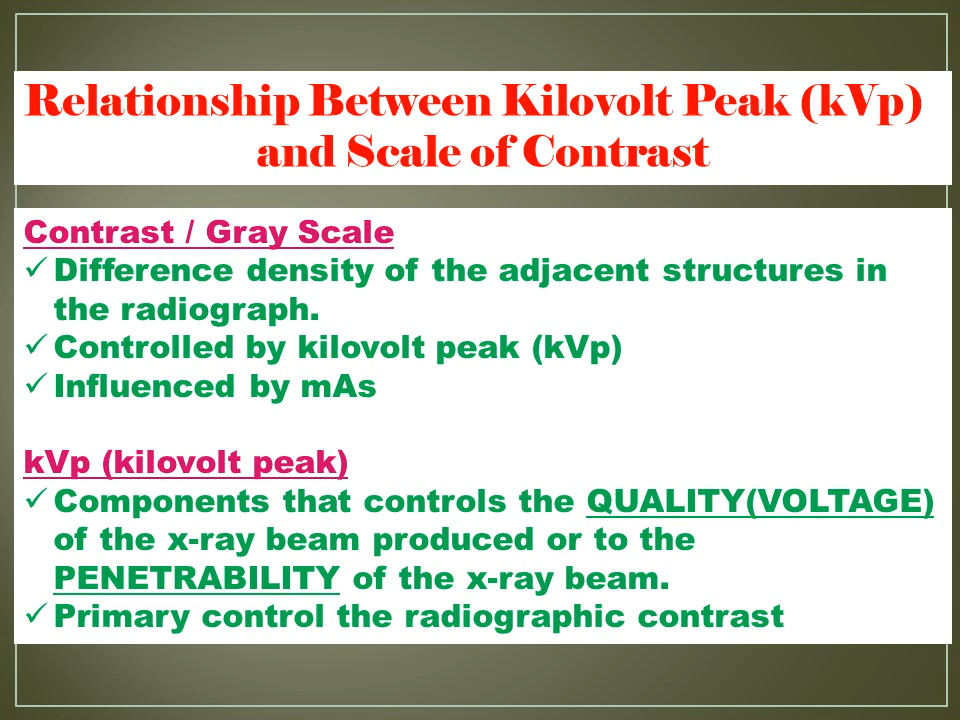 Relationship Between Kilovolt Peak (kVp)
and Scale of Contrast
Contrast / Gray Scale
✓ Difference density of the adjacent structures in
the radiograph.
✓ Controlled by kilovolt peak (kVp)
✓ Influenced by mAs
kVp (kilovolt peak)
✓ Components that controls the QUALITY(VOLTAGE)
of the x-ray beam produced or to the
PENETRABILITY of the x-ray beam.
✓ Primary control the radiographic contrast